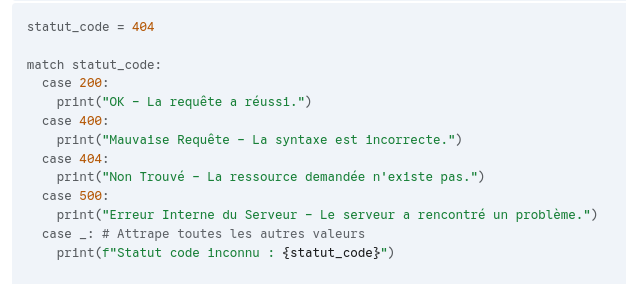 statut_code = 404
match statut_code:
case 200:
print("OK – La requête a réussi.")
case 400:
print("Mauvaise Requête – La syntaxe est incorrecte.")
case 404:
print("Non Trouvé – La ressource demandée n'existe pas.")
case 500:
print("Erreur Interne du Serveur – Le serveur a rencontré un problème.")
case _: # Attrape toutes les autres valeurs
print(f"Statut code inconnu : {statut_code}")